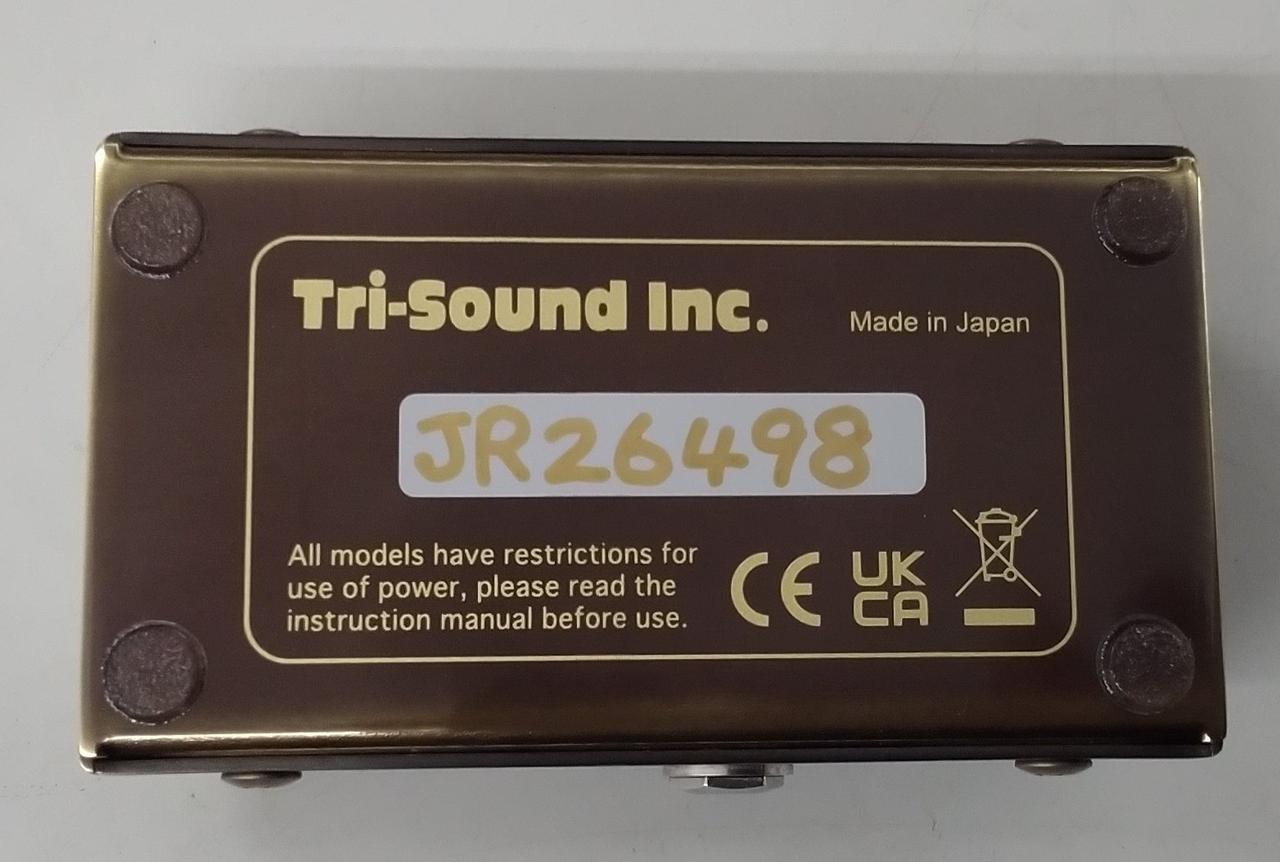 Tri-Sound Inc.
Made in Japan
JR26498
All models have restrictions for
use of power, please read the
instruction manual before use.
CE
UK
CA